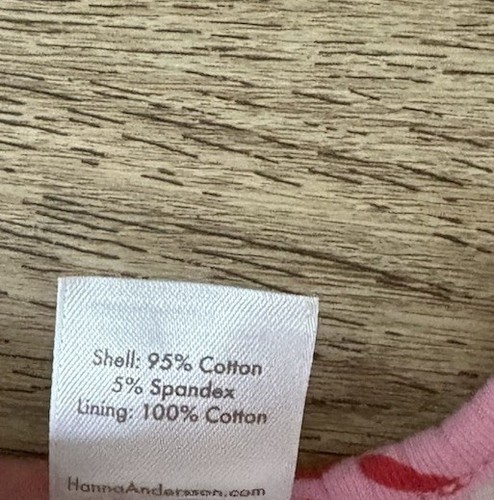 Shell: 95% Cotton
5% Spandex
Lining: 100% Cotton
HannaAndersson.com